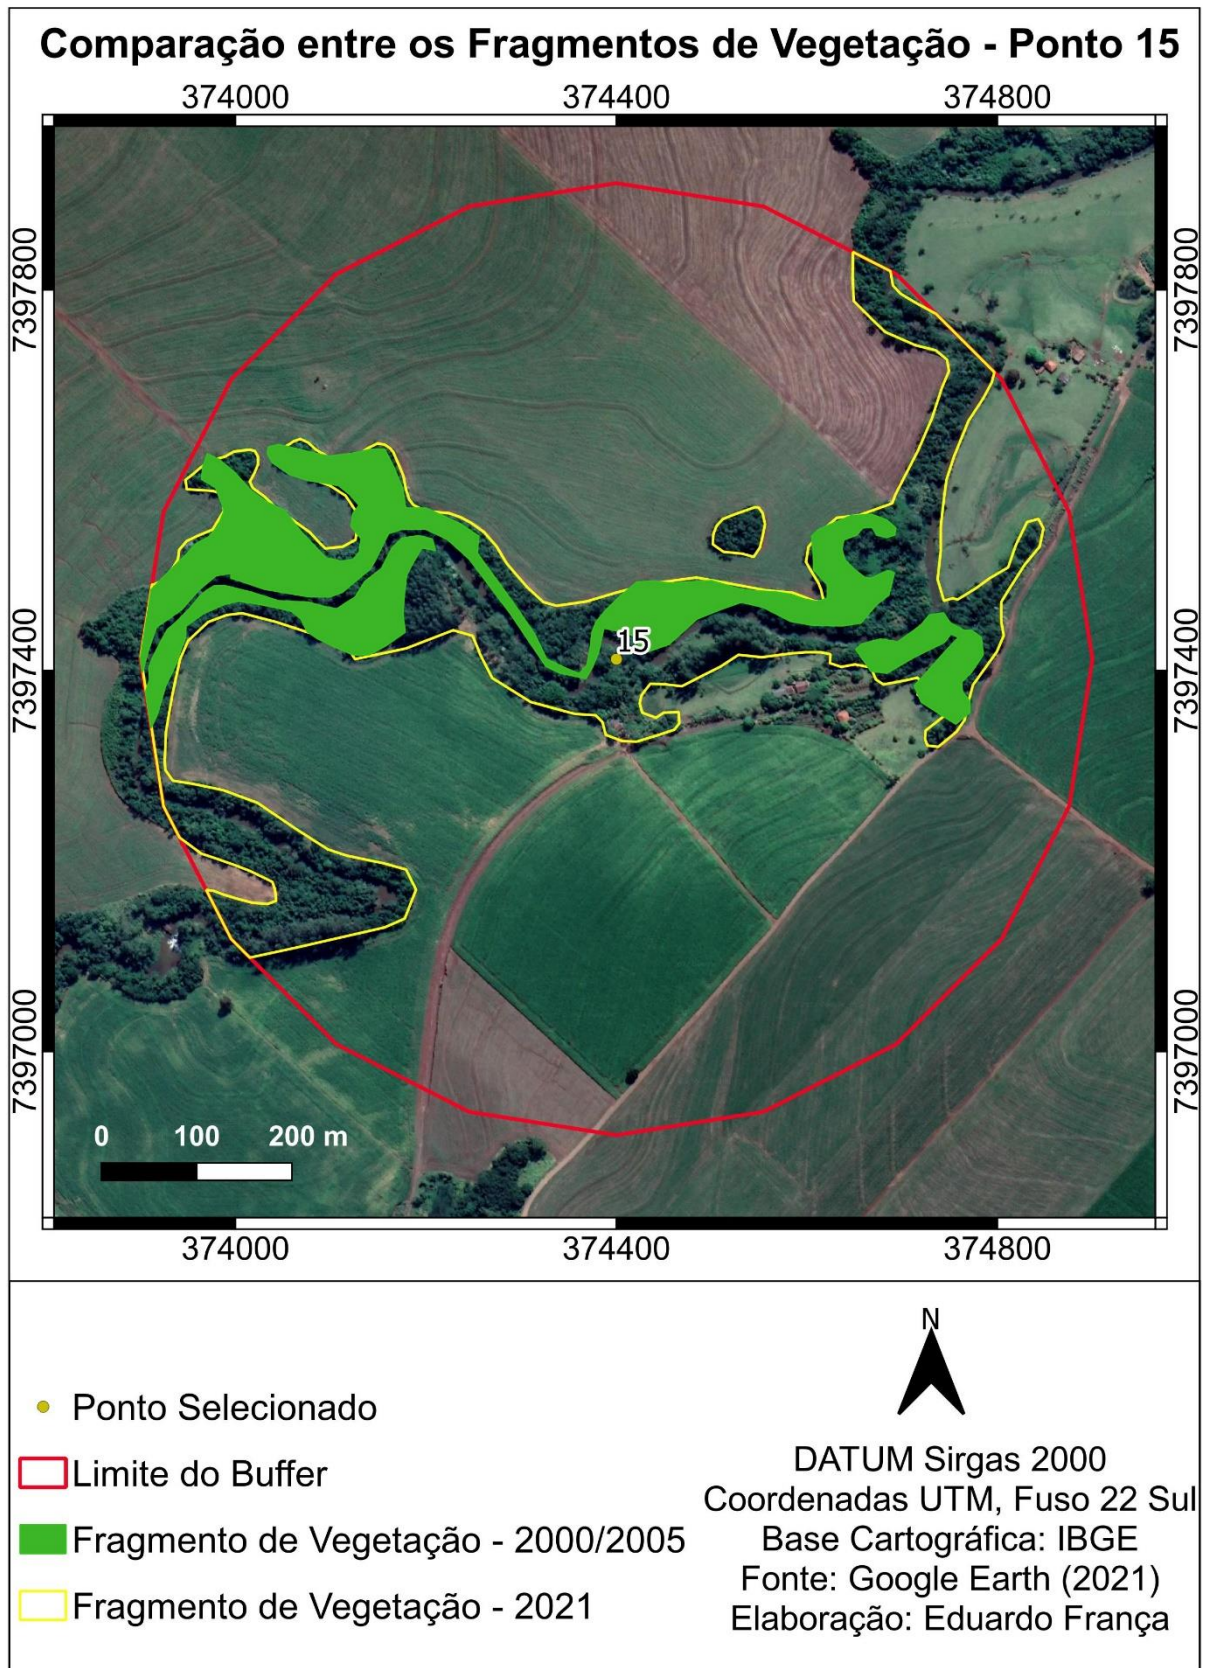 Comparação entre os Fragmentos de Vegetação - Ponto 15
374000 374400 374800
7397800 7397800
15
7397400 7397400
7397000 7397000
0 100 200 m
374000 374400 374800
N
Ponto Selecionado
Limite do Buffer
Fragmento de Vegetação - 2000/2005
Fragmento de Vegetação - 2021
DATUM Sirgas 2000
Coordenadas UTM, Fuso 22 Sul
Base Cartográfica: IBGE
Fonte: Google Earth (2021)
Elaboração: Eduardo França